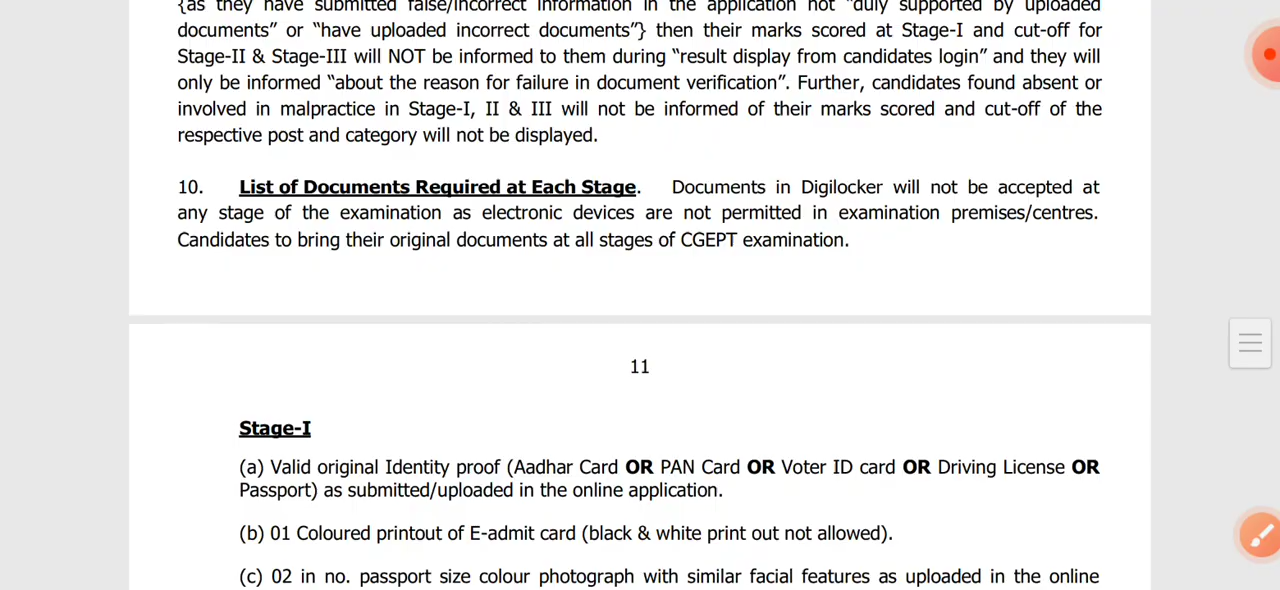 {as they have submitted false/incorrect information in the application not “duly supported by uploaded
documents” or “have uploaded incorrect documents”} then their marks scored at Stage-I and cut-off for
Stage-II & Stage-III will NOT be informed to them during “result display from candidates login” and they will
only be informed “about the reason for failure in document verification”. Further, candidates found absent or
involved in malpractice in Stage-I, II & III will not be informed of their marks scored and cut-off of the
respective post and category will not be displayed.
10. List of Documents Required at Each Stage. Documents in Digilocker will not be accepted at
any stage of the examination as electronic devices are not permitted in examination premises/centres.
Candidates to bring their original documents at all stages of CGEPT examination.
11
Stage-I
(a) Valid original Identity proof (Aadhar Card OR PAN Card OR Voter ID card OR Driving License OR
Passport) as submitted/uploaded in the online application.
(b) 01 Coloured printout of E-admit card (black & white print out not allowed).
(c) 02 in no. passport size colour photograph with similar facial features as uploaded in the online